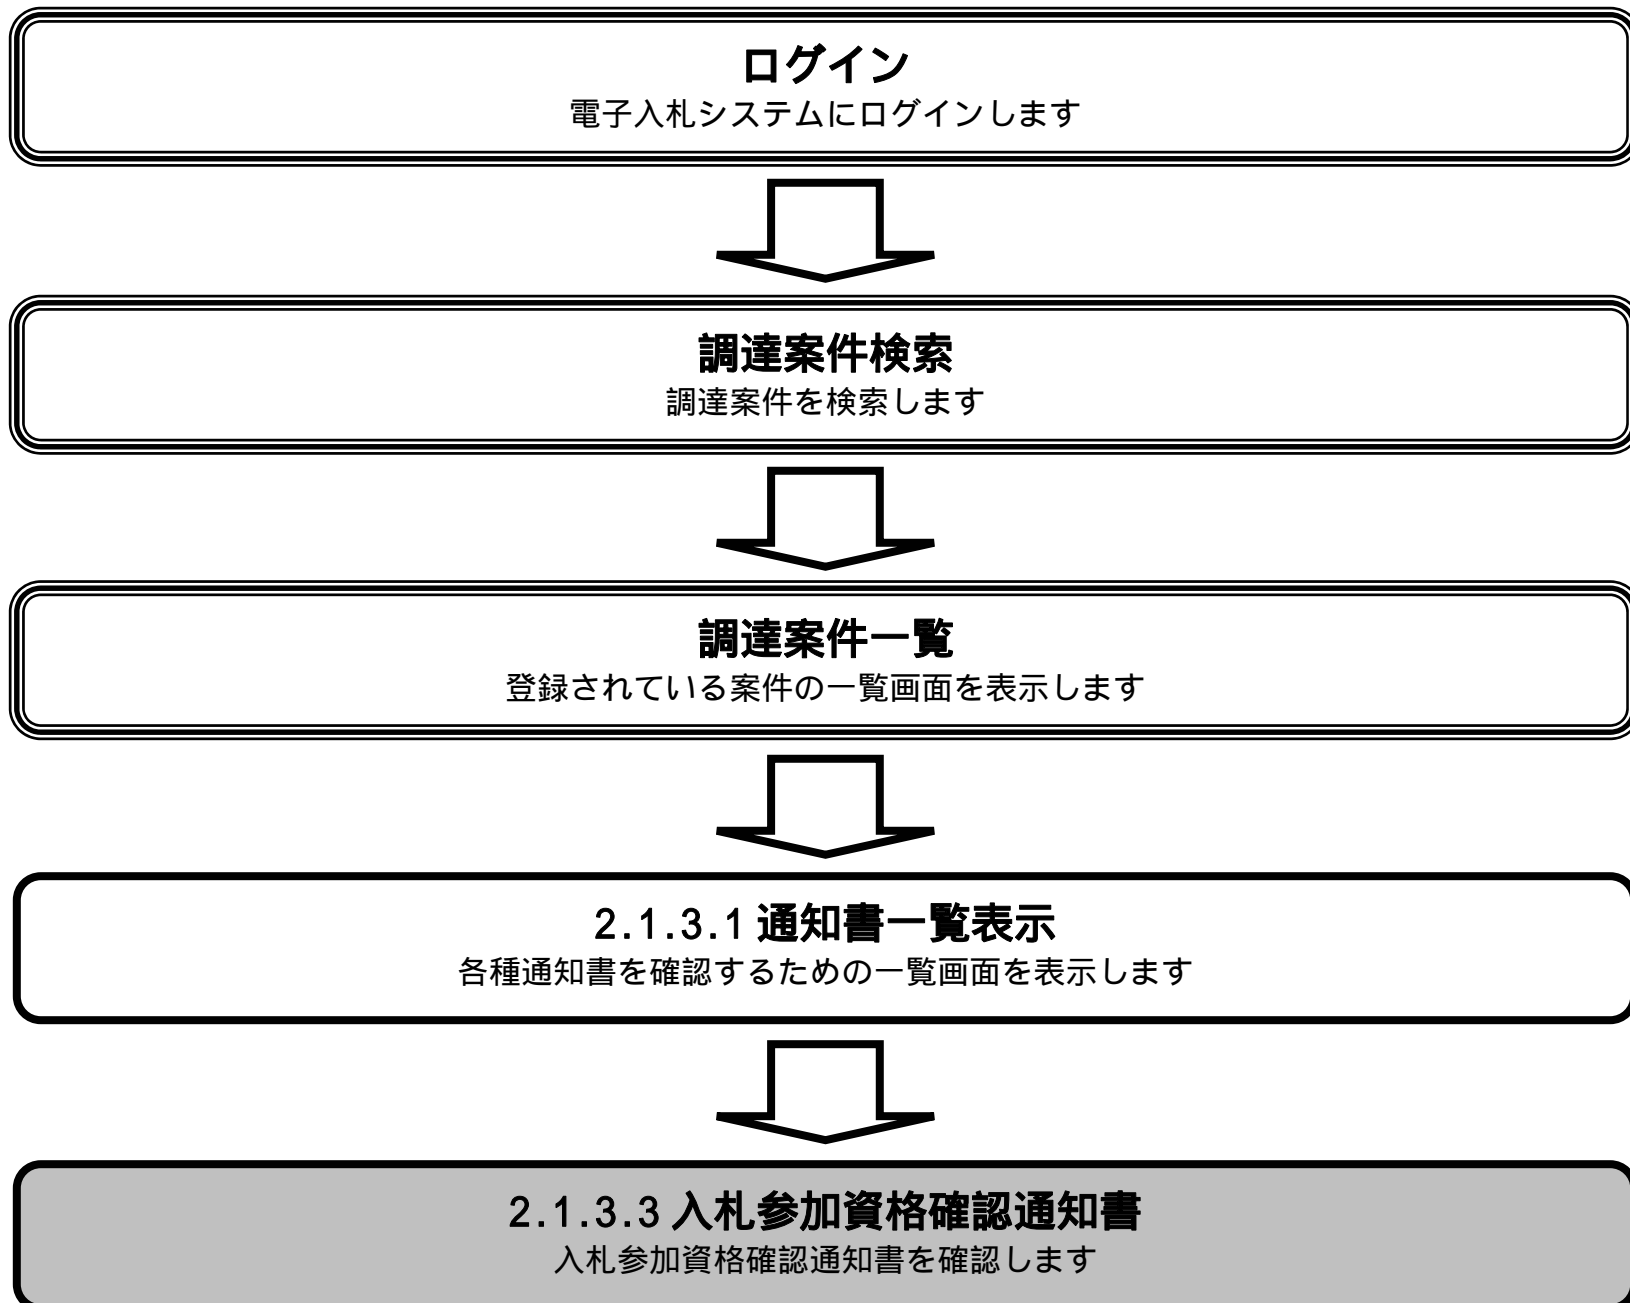 ログイン
電子入札システムにログインします
調達案件検索
調達案件を検索します
調達案件一覧
登録されている案件の一覧画面を表示します
2.1.3.1 通知書一覧表示
各種通知書を確認するための一覧画面を表示します
2.1.3.3 入札参加資格確認通知書
入札参加資格確認通知書を確認します